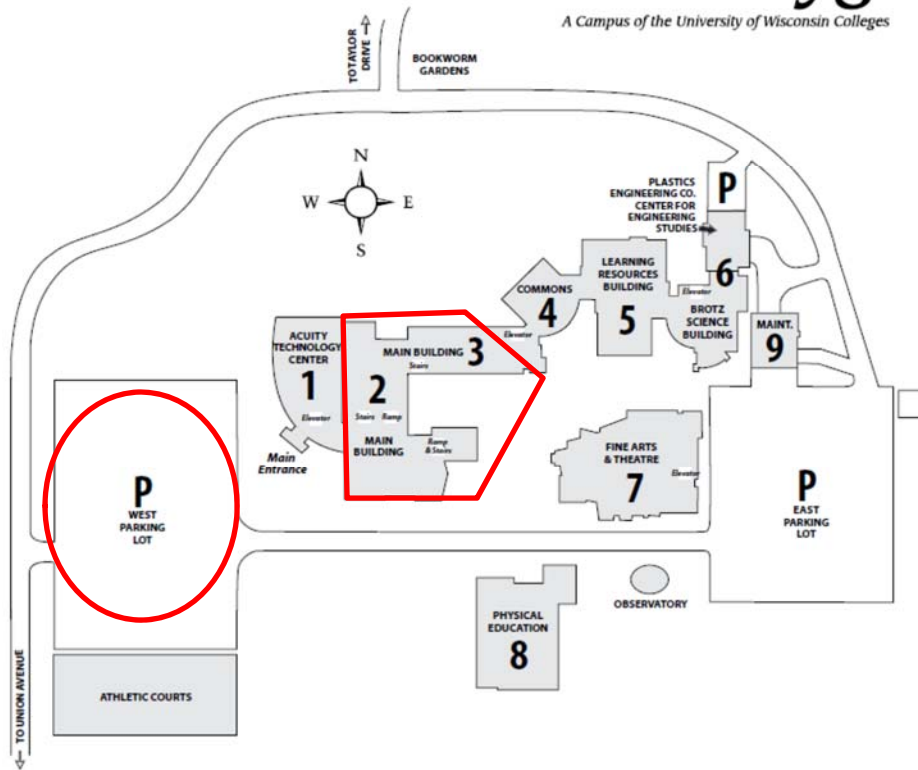 A Campus of the University of Wisconsin Colleges
TOTAYLOR
DRIVE
BOOKWORM
GARDENS
N
W
E
S
PLASTICS
ENGINEERING CO.
CENTER FOR
ENGINEERING
STUDIES
P
6
Elevator
BROTZ
SCIENCE
BUILDING
LEARNING
RESOURCES
BUILDING
5
COMMONS
4
Elevator
MAINT.
9
ACUITY
TECHNOLOGY
CENTER
1
Elevator
Main
Entrance
MAIN BUILDING 3
Stairs
2
Stairs Ramp
MAIN
BUILDING
Ramp
& Stairs
FINE ARTS
& THEATRE
7
Elevator
P
WEST
PARKING
LOT
P
EAST
PARKING
LOT
OBSERVATORY
PHYSICAL
EDUCATION
8
ATHLETIC COURTS
TO UNION AVENUE